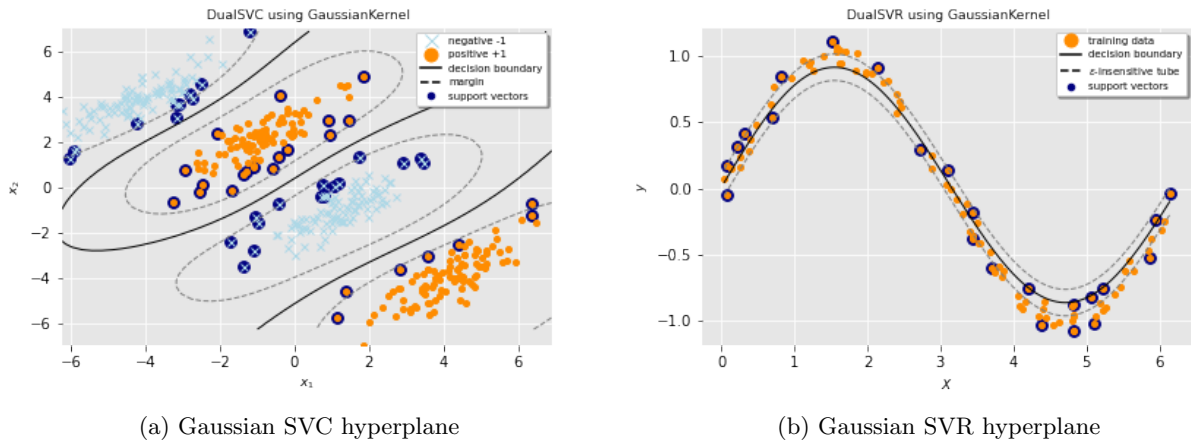 DualSVC using GaussianKernel
negative -1
positive +1
decision boundary
margin
support vectors
6
4
2
0
−2
−4
−6
x₂
−6 −4 −2 0 2 4 6
x₁
(a) Gaussian SVC hyperplane
DualSVR using GaussianKernel
training data
decision boundary
ε-insensitive tube
support vectors
1.0
0.5
0.0
−0.5
−1.0
y
0 1 2 3 4 5 6
X
(b) Gaussian SVR hyperplane